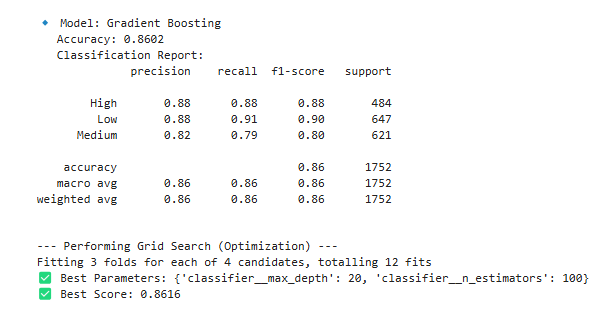 🔹 Model: Gradient Boosting
Accuracy: 0.8602
Classification Report:
precision recall f1-score support
High 0.88 0.88 0.88 484
Low 0.88 0.91 0.90 647
Medium 0.82 0.79 0.80 621
accuracy 0.86 1752
macro avg 0.86 0.86 0.86 1752
weighted avg 0.86 0.86 0.86 1752
--- Performing Grid Search (Optimization) ---
Fitting 3 folds for each of 4 candidates, totalling 12 fits
✅ Best Parameters: {'classifier__max_depth': 20, 'classifier__n_estimators': 100}
✅ Best Score: 0.8616